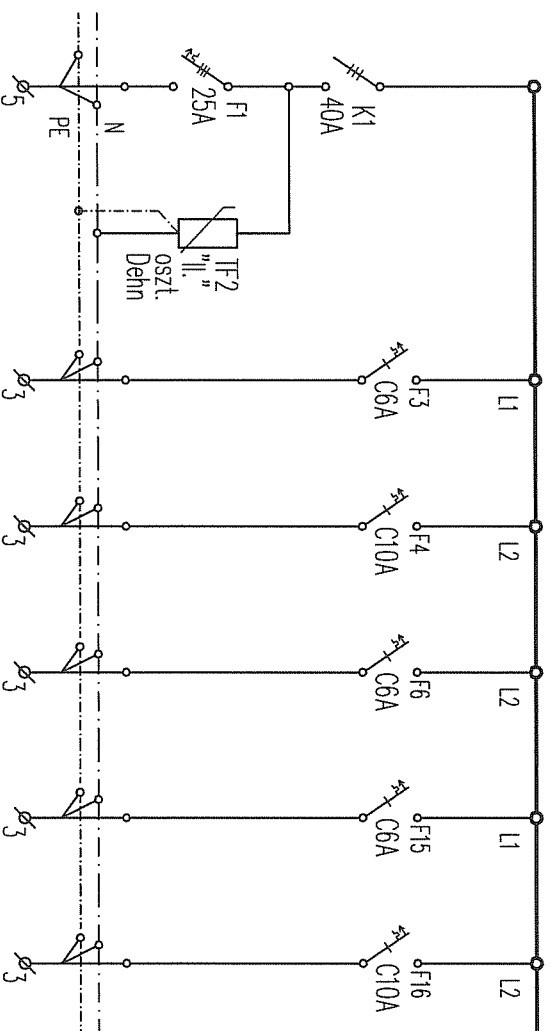 K1
40A
F1
25A
N
PE
5
TF2
"II."
oszt.
Dehn
L1
F3
C6A
3
L2
F4
C10A
3
L2
F6
C6A
3
L1
F15
C6A
3
L2
F16
C10A
3